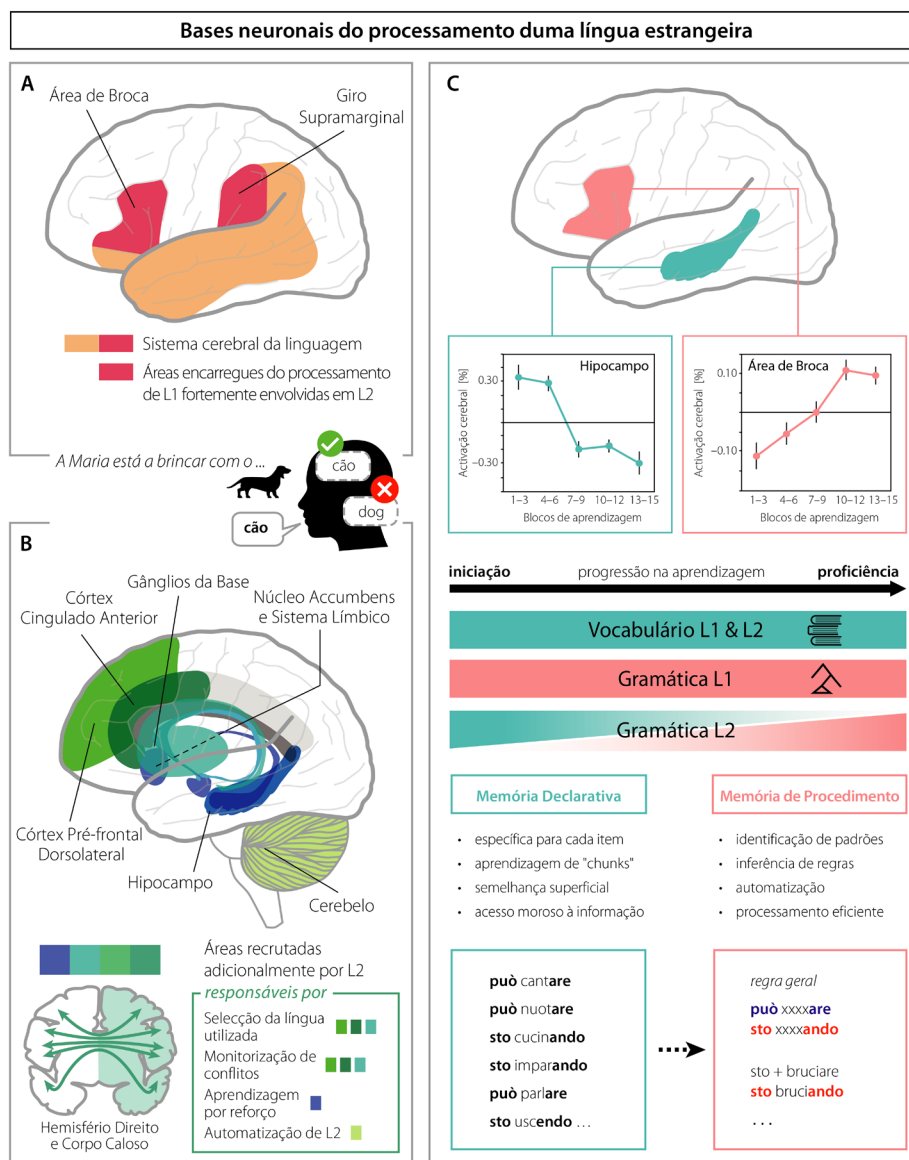 Bases neuronais do processamento duma língua estrangeira
A
Área de Broca
Giro
Supramarginal
Sistema cerebral da linguagem
Áreas encarregues do processamento
de L1 fortemente envolvidas em L2
A Maria está a brincar com o ...
cão
dog
cão
B
Gânglios da Base
Córtex
Cingulado Anterior
Núcleo Accumbens
e Sistema Límbico
Córtex Pré-frontal
Dorsolateral
Hipocampo
Cerebelo
Áreas recrutadas
adicionalmente por L2
responsáveis por
Selecção da língua
utilizada
Monitorização de
conflitos
Aprendizagem
por reforço
Automatização de L2
Hemisfério Direito
e Corpo Caloso
C
Hipocampo
Activação cerebral [%]
0.30
−0.30
1−3 4−6 7−9 10−12 13−15
Blocos de aprendizagem
Área de Broca
Activação cerebral [%]
0.10
−0.10
1−3 4−6 7−9 10−12 13−15
Blocos de aprendizagem
iniciação progressão na aprendizagem proficiência
Vocabulário L1 & L2
Gramática L1
Gramática L2
Memória Declarativa
• específica para cada item
• aprendizagem de "chunks"
• semelhança superficial
• acesso moroso à informação
Memória de Procedimento
• identificação de padrões
• inferência de regras
• automatização
• processamento eficiente
può cantare
può nuotare
sto cucinando
sto imparando
può parlare
sto uscendo ...
regra geral
può xxxxare
sto xxxxando
sto + bruciare
sto bruciando
...